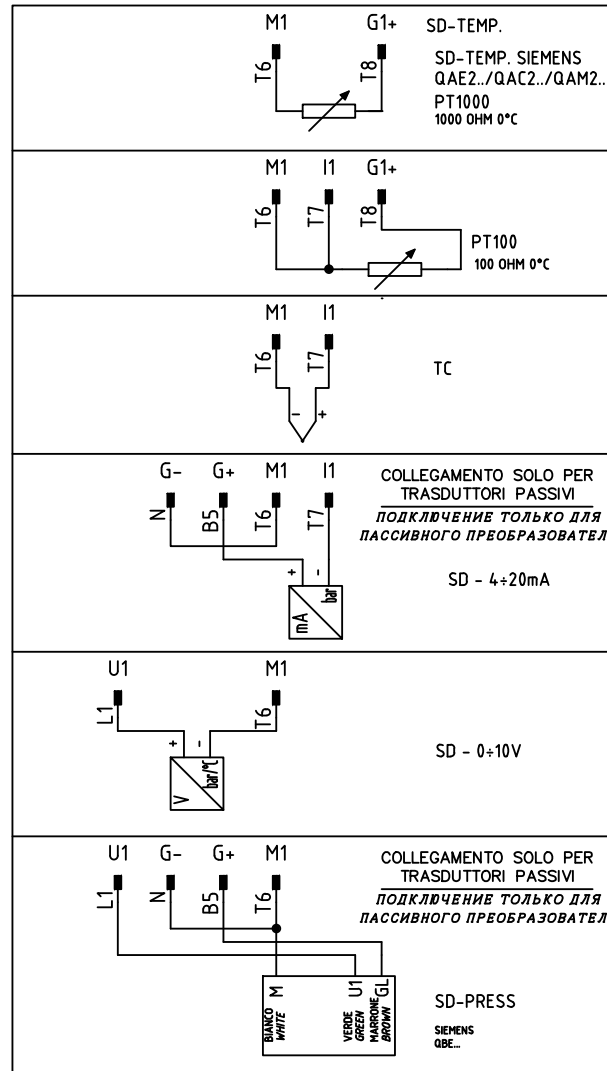 M1 G1+ SD-TEMP.
T6 T8 SD-TEMP. SIEMENS
QAE2../QAC2../QAM2..
PT1000
1000 OHM 0°C
M1 I1 G1+
T6 T7 T8
PT100
100 OHM 0°C
M1 I1
T6 T7
TC
- +
G- G+ M1 I1 COLLEGAMENTO SOLO PER
TRASDUTTORI PASSIVI
N B5 T6 T7 ПОДКЛЮЧЕНИЕ ТОЛЬКО ДЛЯ
ПАССИВНОГО ПРЕОБРАЗОВАТЕЛ
+ -
mA bar
SD - 4÷20mA
U1 M1
L1 T6
+ -
V bar/°C
SD - 0÷10V
U1 G- G+ M1 COLLEGAMENTO SOLO PER
TRASDUTTORI PASSIVI
L1 N B5 T6 ПОДКЛЮЧЕНИЕ ТОЛЬКО ДЛЯ
ПАССИВНОГО ПРЕОБРАЗОВАТЕЛ
M U1 GL
BIANCO
WHITE
VERDE
GREEN
MARRONE
BROWN
SD-PRESS
SIEMENS
QBE...